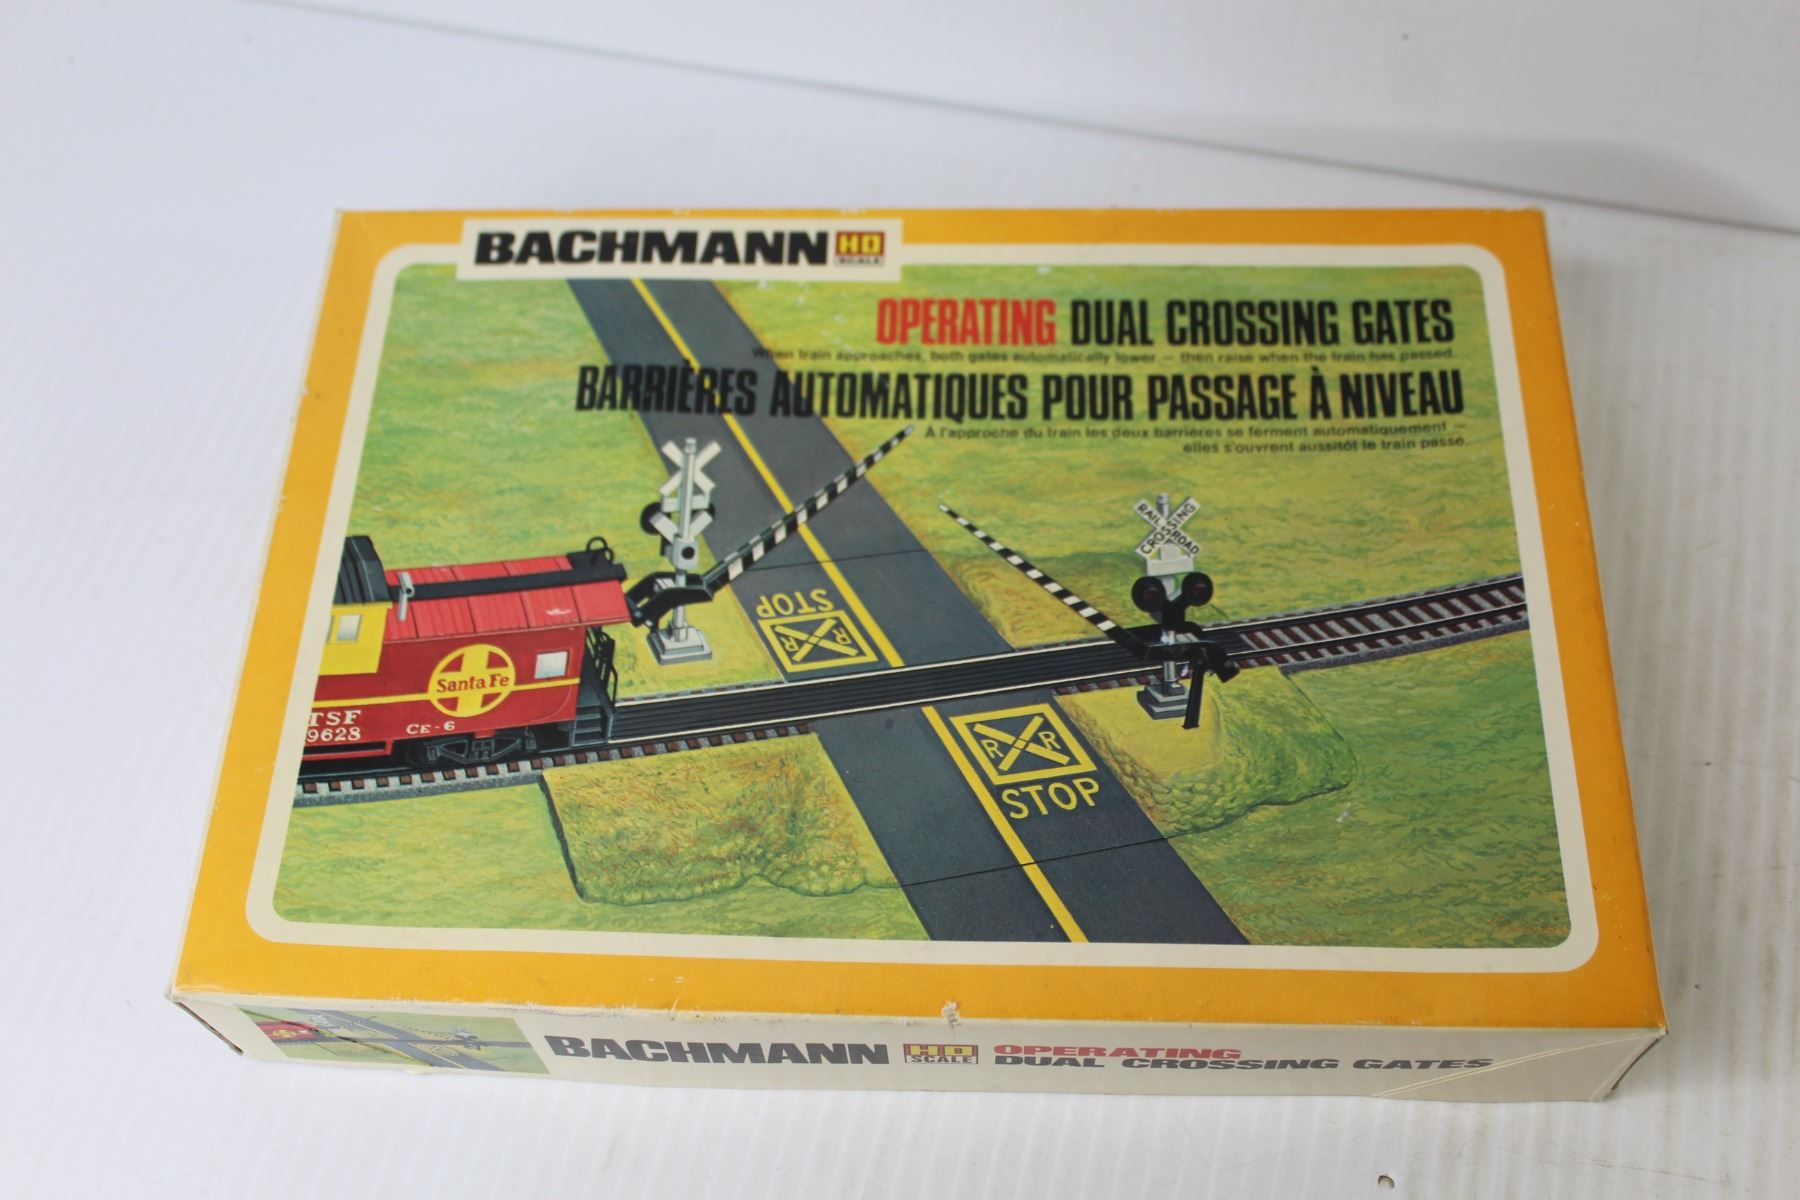 BACHMANN HO SCALE
OPERATING DUAL CROSSING GATES
When train approaches, both gates automatically lower — then raise when the train has passed.
BARRIÈRES AUTOMATIQUES POUR PASSAGE À NIVEAU
À l'approche du train les deux barrières se ferment automatiquement —
elles s'ouvrent aussitôt le train passé.
RAIL CROSSING
CROSSROAD
STOP
R R
Santa Fe
TSF
9628
CE-6
R R
STOP
BACHMANN HO SCALE OPERATING
DUAL CROSSING GATES